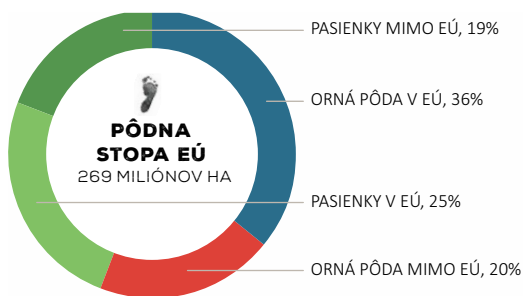 PÔDNA
STOPA EÚ
269 MILIÓNOV HA
PASIENKY MIMO EÚ, 19%
ORNÁ PÔDA V EÚ, 36%
PASIENKY V EÚ, 25%
ORNÁ PÔDA MIMO EÚ, 20%